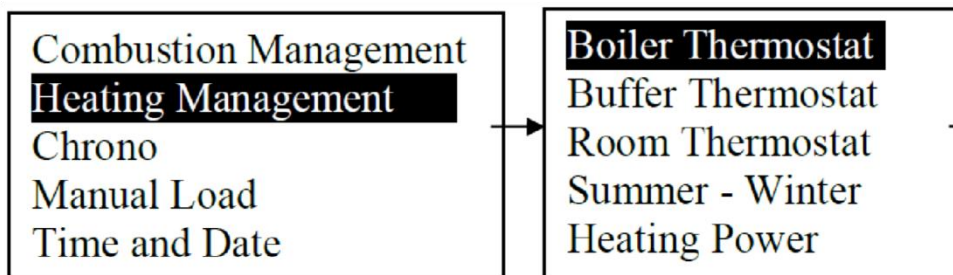 Combustion Management
Heating Management
Chrono
Manual Load
Time and Date
Boiler Thermostat
Buffer Thermostat
Room Thermostat
Summer - Winter
Heating Power